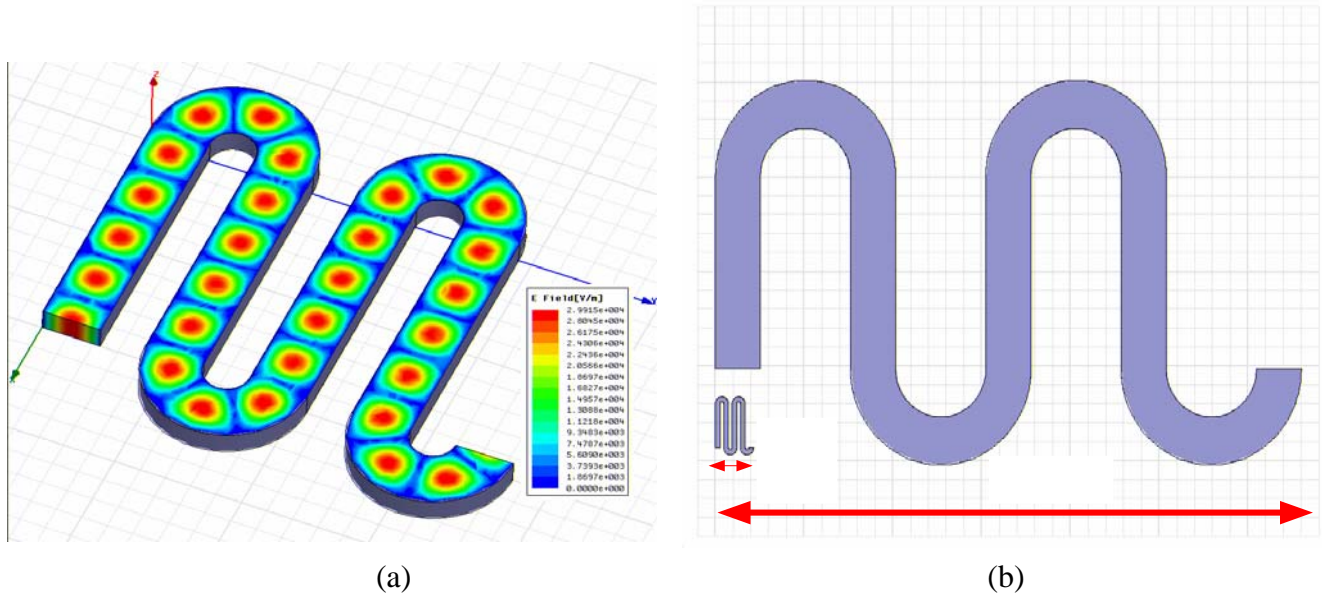 Z
E Field[V/m]
2.9915e+004
2.8045e+004
2.6175e+004
2.4306e+004
2.2436e+004
2.0566e+004
1.8697e+004
1.6827e+004
1.4957e+004
1.3088e+004
1.1218e+004
9.3483e+003
7.4787e+003
5.6090e+003
3.7393e+003
1.8697e+003
0.0000e+000
(a)
(b)